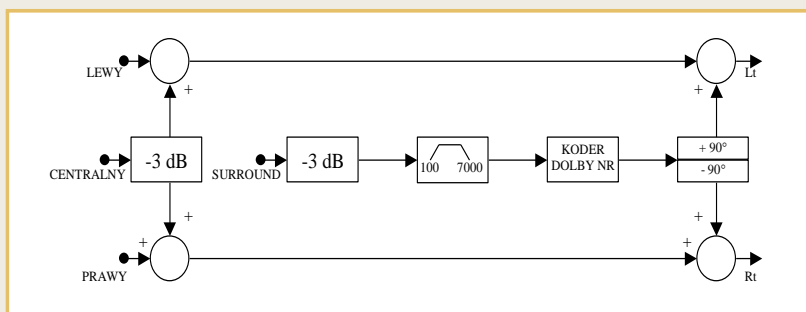 LEWY
+
+
Lt
-3 dB
CENTRALNY
SURROUND
-3 dB
100 7000
KODER
DOLBY NR
+ 90°
- 90°
+
+
+
+
PRAWY
Rt